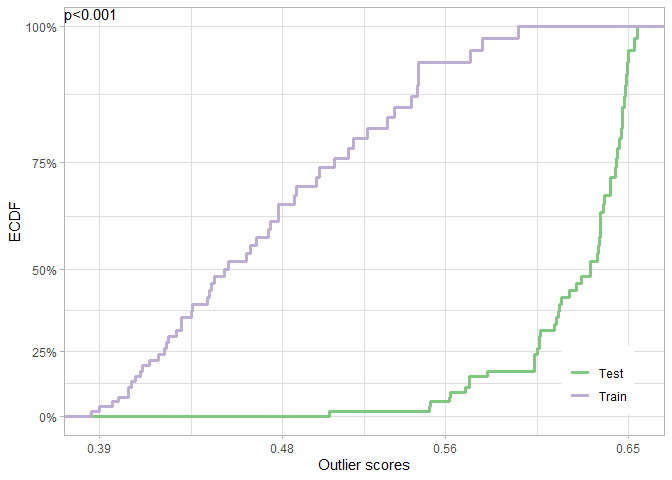 p<0.001
100%
75%
50%
25%
0%
ECDF
Test
Train
0.39
0.48
0.56
0.65
Outlier scores